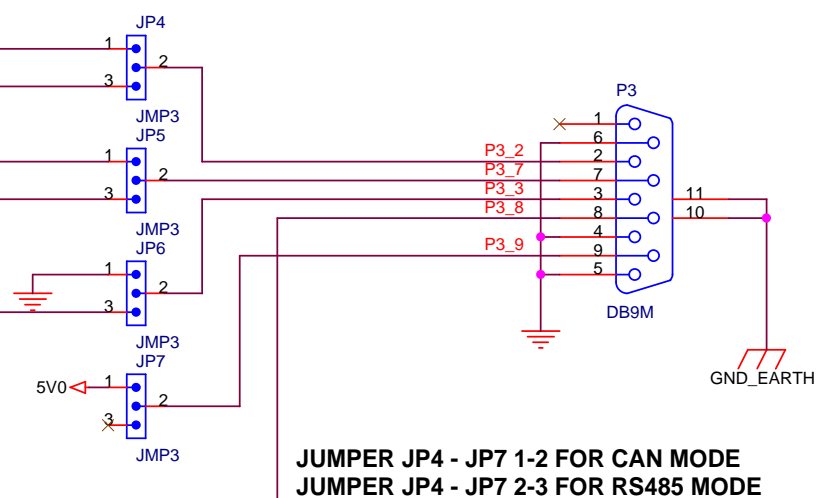 JP4
1
2
3
JMP3
JP5
1
2
3
JMP3
JP6
1
2
3
JMP3
JP7
5V0
1
2
3
JMP3
P3
1
6
P3_2
2
P3_7
7
P3_3
3
P3_8
8
4
P3_9
9
5
11
10
DB9M
GND_EARTH
JUMPER JP4 - JP7 1-2 FOR CAN MODE
JUMPER JP4 - JP7 2-3 FOR RS485 MODE